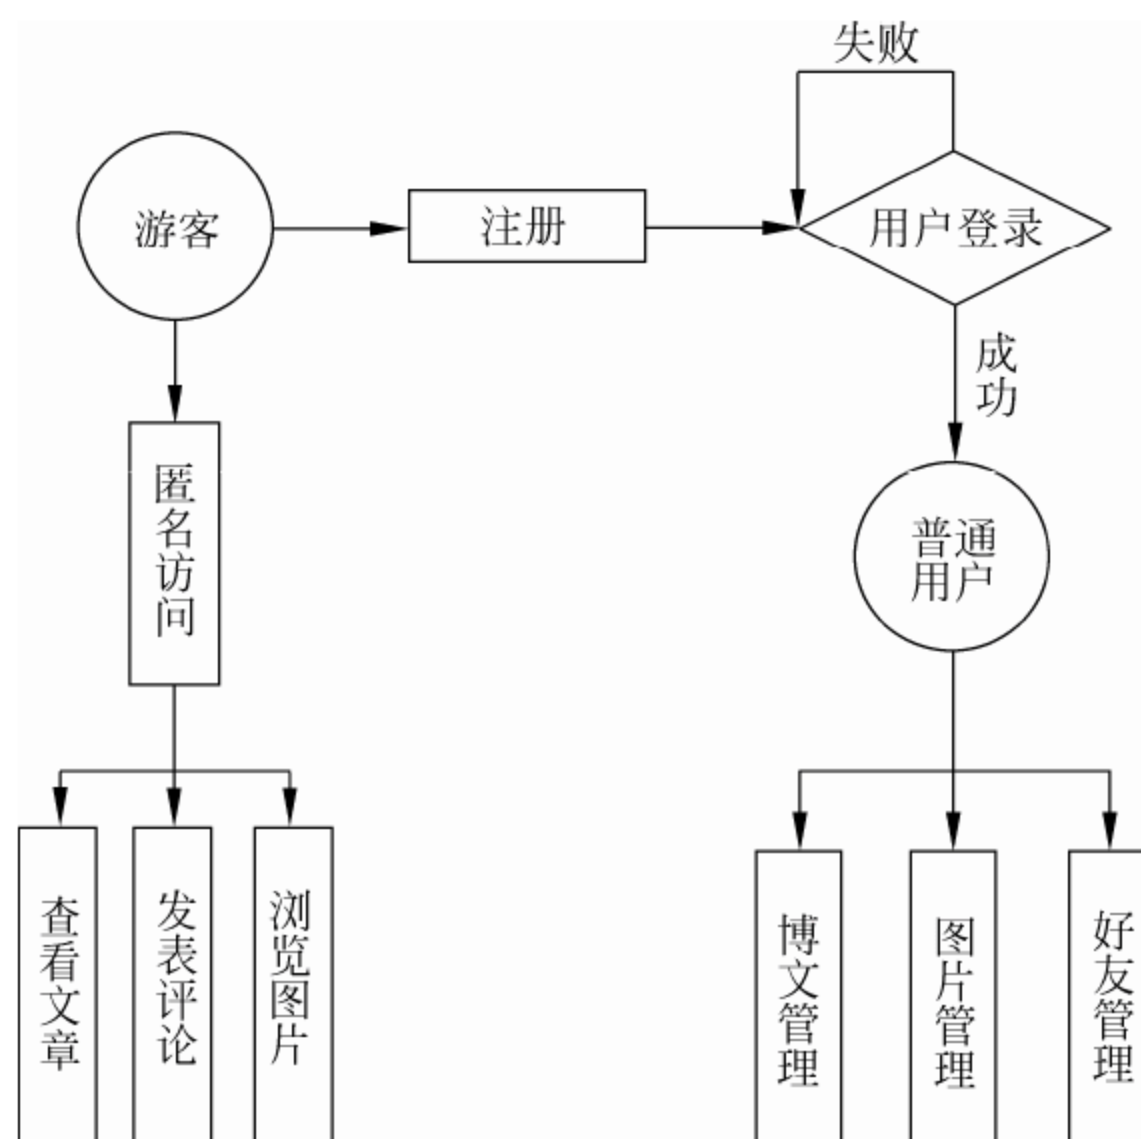 失败
游客
注册
用户登录
成功
匿名访问
普通
用户
查看文章
发表评论
浏览图片
博文管理
图片管理
好友管理